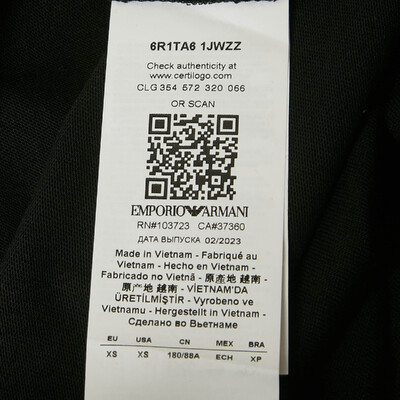 6R1TA6 1JWZZ
Check authenticity at
www.certilogo.com
CLG 354 572 320 066
OR SCAN
EMPORIO ARMANI
RN#103723 CA#37360
ДАТА ВЫПУСКА 02/2023
Made in Vietnam - Fabriqué au
Vietnam - Hecho en Vietnam -
Fabricado no Vietnã - 原產地 越南 -
原产地 越南 - VİETNAM'DA
ÜRETİLMİŞTİR - Vyrobeno ve
Vietnamu - Hergestellt in Vietnam -
Сделано во Вьетнаме
EU USA CN MEX BRA
XS XS 180/88A ECH XP